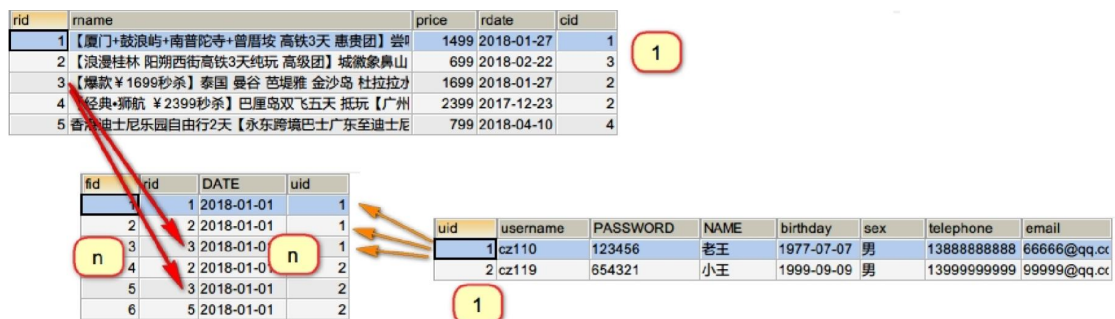 rid rname price rdate cid
1 【厦门+鼓浪屿+南普陀寺+曾厝垵 高铁3天 惠贵团】尝 1499 2018-01-27 1
2 【浪漫桂林 阳朔西街高铁3天纯玩 高级团】城徽象鼻山 699 2018-02-22 3
3 【爆款￥1699秒杀】泰国 曼谷 芭堤雅 金沙岛 杜拉拉水 1699 2018-01-27 2
4 【经典•狮航 ￥2399秒杀】巴厘岛双飞五天 抵玩【广州 2399 2017-12-23 2
5 香港迪士尼乐园自由行2天【永东跨境巴士广东至迪士尼 799 2018-04-10 4
1
fid rid DATE uid
1 1 2018-01-01 1
2 2 2018-01-01 1
3 3 2018-01-01 1
4 2 2018-01-01 2
5 3 2018-01-01 2
6 5 2018-01-01 2
n
n
uid username PASSWORD NAME birthday sex telephone email
1 cz110 123456 老王 1977-07-07 男 13888888888 66666@qq.cc
2 cz119 654321 小王 1999-09-09 男 13999999999 99999@qq.cc
1